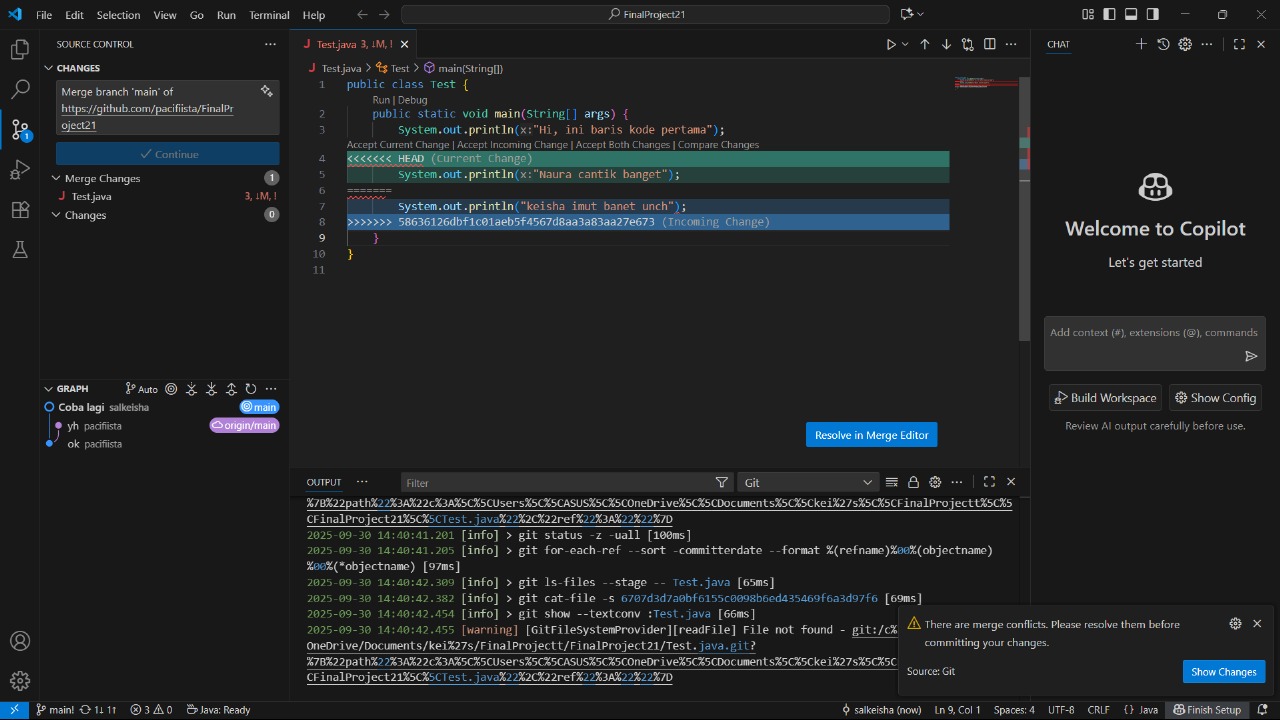 File Edit Selection View Go Run Terminal Help
FinalProject21
SOURCE CONTROL
CHANGES
Merge branch 'main' of
https://github.com/pacifiista/FinalPr
oject21
Continue
Merge Changes 1
Test.java 3, ↓M, !
Changes 0
GRAPH
Auto
Coba lagi salkeisha main
yh pacifiista origin/main
ok pacifiista
1
Test.java 3, ↓M, !
Test.java > Test > main(String[])
1 public class Test {
Run | Debug
2 public static void main(String[] args) {
3 System.out.println(x:"Hi, ini baris kode pertama");
Accept Current Change | Accept Incoming Change | Accept Both Changes | Compare Changes
4 <<<<<<< HEAD (Current Change)
5 System.out.println(x:"Naura cantik banget");
6 =======
7 System.out.println("keisha imut banet unch");
8 >>>>>>> 58636126dbf1c01aeb5f4567d8aa3a83aa27e673 (Incoming Change)
9 }
10 }
11
Resolve in Merge Editor
OUTPUT
Filter
Git
%7B%22path%22%3A%22c%3A%5C%5CUsers%5C%5CASUS%5C%5COneDrive%5C%5CDocuments%5C%5Ckei%27s%5C%5CFinalProjectt%5C%5
CFinalProject21%5C%5CTest.java%22%2C%22ref%22%3A%22%22%7D
2025-09-30 14:40:41.201 [info] > git status -z -uall [100ms]
2025-09-30 14:40:41.205 [info] > git for-each-ref --sort -committerdate --format %(refname)%00%(objectname)
%00%(*objectname) [97ms]
2025-09-30 14:40:42.309 [info] > git ls-files --stage -- Test.java [65ms]
2025-09-30 14:40:42.382 [info] > git cat-file -s 6707d3d7a0bf6155c0098b6ed435469f6a3d97f6 [69ms]
2025-09-30 14:40:42.454 [info] > git show --textconv :Test.java [66ms]
2025-09-30 14:40:42.455 [warning] [GitFileSystemProvider][readFile] File not found - git:/c%
OneDrive/Documents/kei%27s/FinalProjectt/FinalProject21/Test.java.git?
%7B%22path%22%3A%22c%3A%5C%5CUsers%5C%5CASUS%5C%5COneDrive%5C%5CDocuments%5C%5Ckei%27s%5C%5C
CFinalProject21%5C%5CTest.java%22%2C%22ref%22%3A%22%22%7D
CHAT
Welcome to Copilot
Let's get started
Add context (#), extensions (@), commands
Build Workspace
Show Config
Review AI output carefully before use.
There are merge conflicts. Please resolve them before
committing your changes.
Source: Git
Show Changes
main! 1↓ 1↑ 3 0 Java: Ready
salkeisha (now) Ln 9, Col 1 Spaces: 4 UTF-8 CRLF {} Java Finish Setup